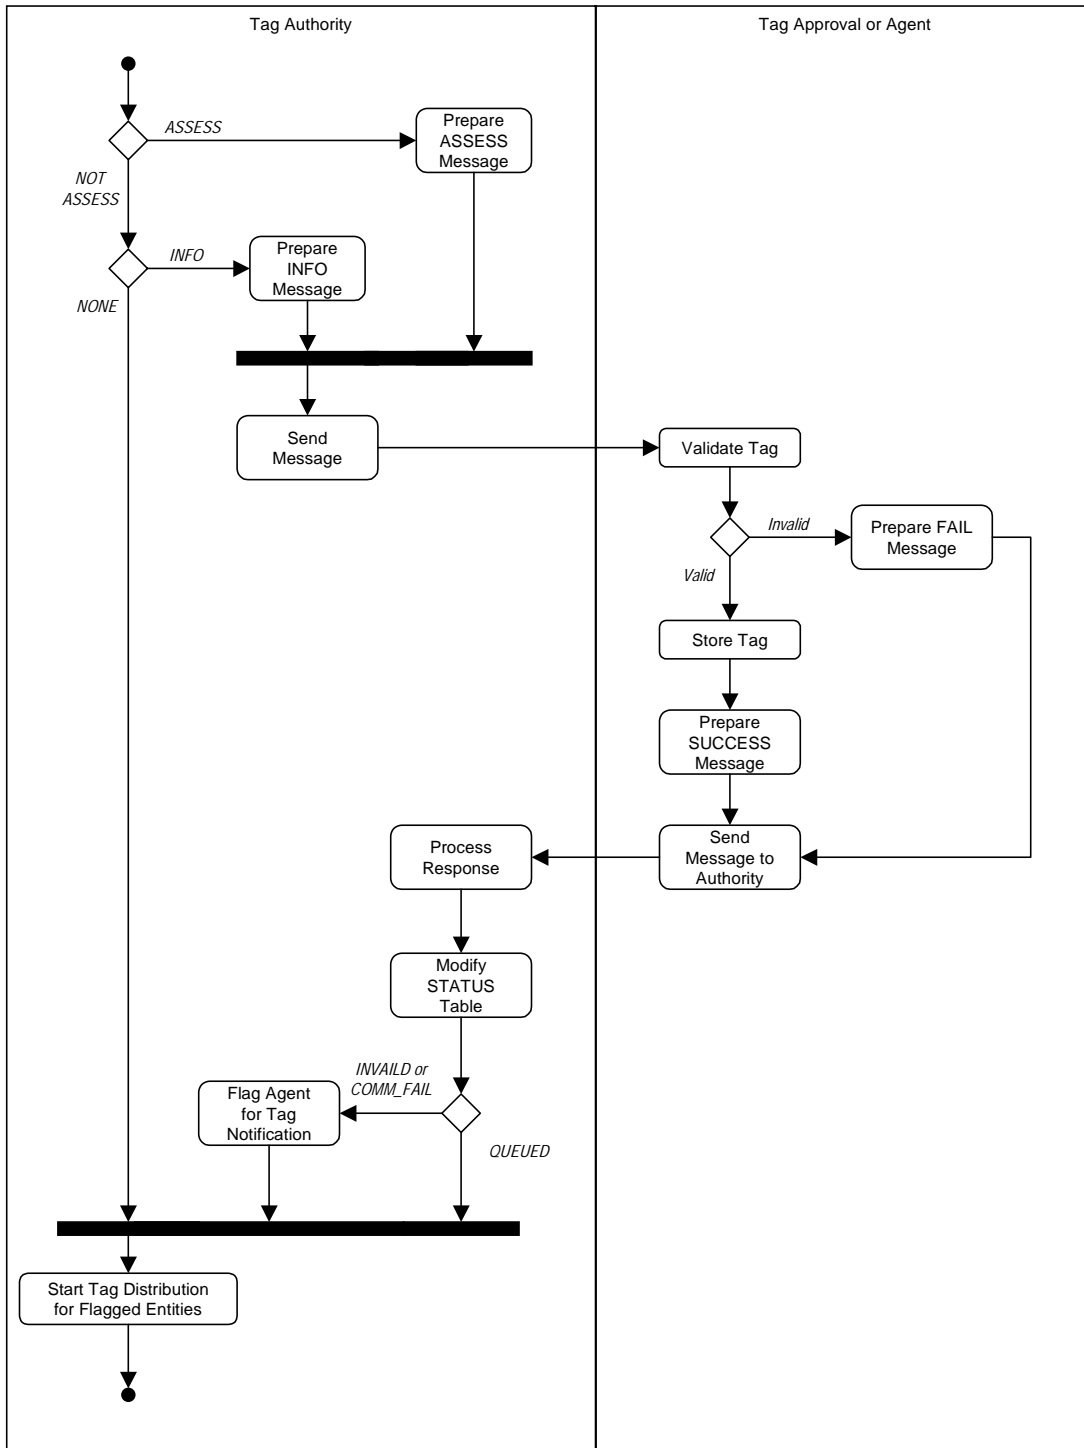 Tag Authority
Tag Approval or Agent
ASSESS
Prepare
ASSESS
Message
NOT
ASSESS
INFO
Prepare
INFO
Message
NONE
Send
Message
Validate Tag
Invalid
Prepare FAIL
Message
Valid
Store Tag
Prepare
SUCCESS
Message
Process
Response
Send
Message to
Authority
Modify
STATUS
Table
INVAILD or
COMM_FAIL
Flag Agent
for Tag
Notification
QUEUED
Start Tag Distribution
for Flagged Entities